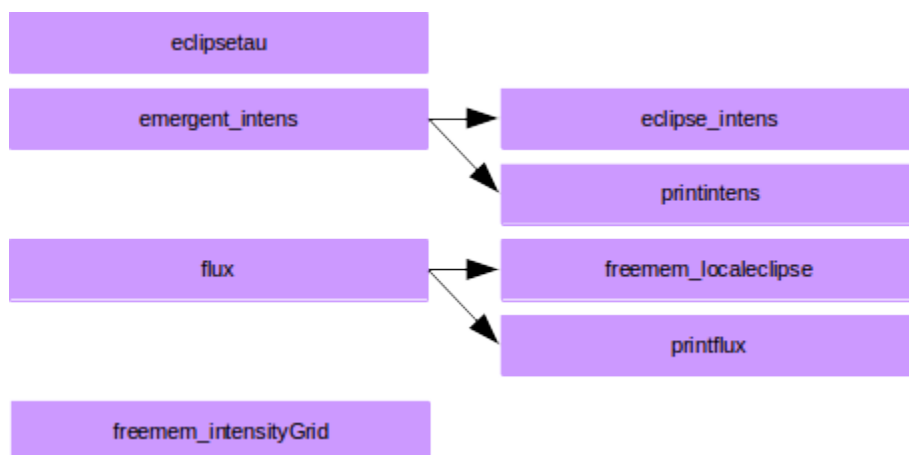 eclipsetau
emergent_intens
eclipse_intens
printintens
flux
freemem_localeclipse
printflux
freemem_intensityGrid